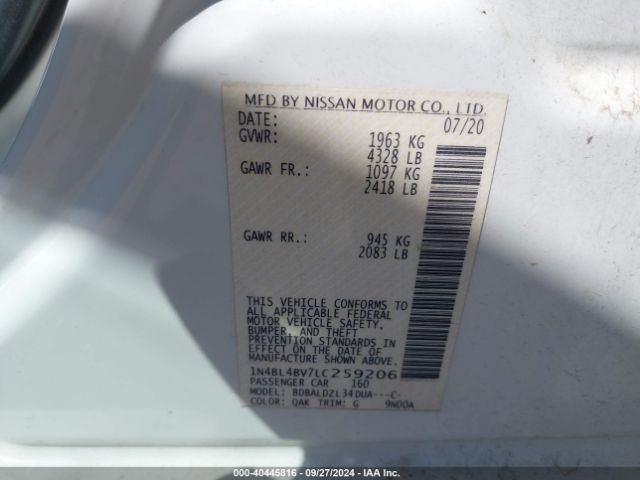 MFD BY NISSAN MOTOR CO., LTD.
DATE: 07/20
GVWR: 1963 KG
4328 LB
GAWR FR.: 1097 KG
2418 LB
GAWR RR.: 945 KG
2083 LB
THIS VEHICLE CONFORMS TO
ALL APPLICABLE FEDERAL
MOTOR VEHICLE SAFETY,
BUMPER, AND THEFT
PREVENTION STANDARDS IN
EFFECT ON THE DATE OF
MANUFACTURE SHOWN ABOVE.
1N4BL4BV7LC259206
PASSENGER CAR 160
MODEL: BDBALDZL34DUA---C-
COLOR: QAK TRIM: G 9N00A
000-40445816 - 09/27/2024 - IAA Inc.